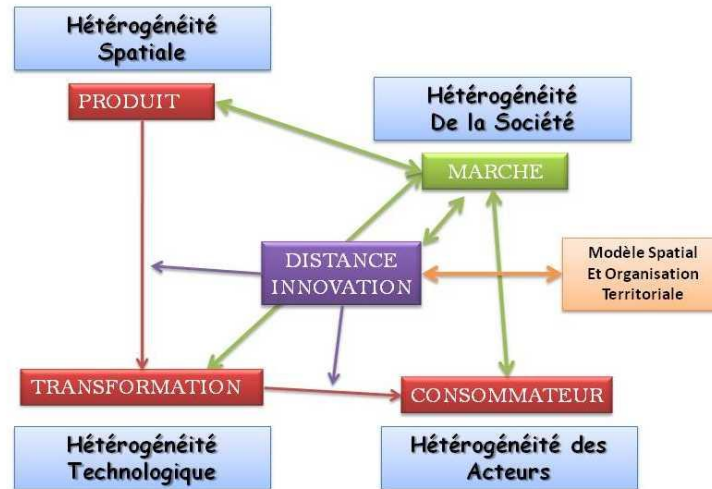 Hétérogénéité
Spatiale
PRODUIT
Hétérogénéité
De la Société
MARCHE
DISTANCE
INNOVATION
Modèle Spatial
Et Organisation
Territoriale
TRANSFORMATION
CONSOMMATEUR
Hétérogénéité
Technologique
Hétérogénéité des
Acteurs